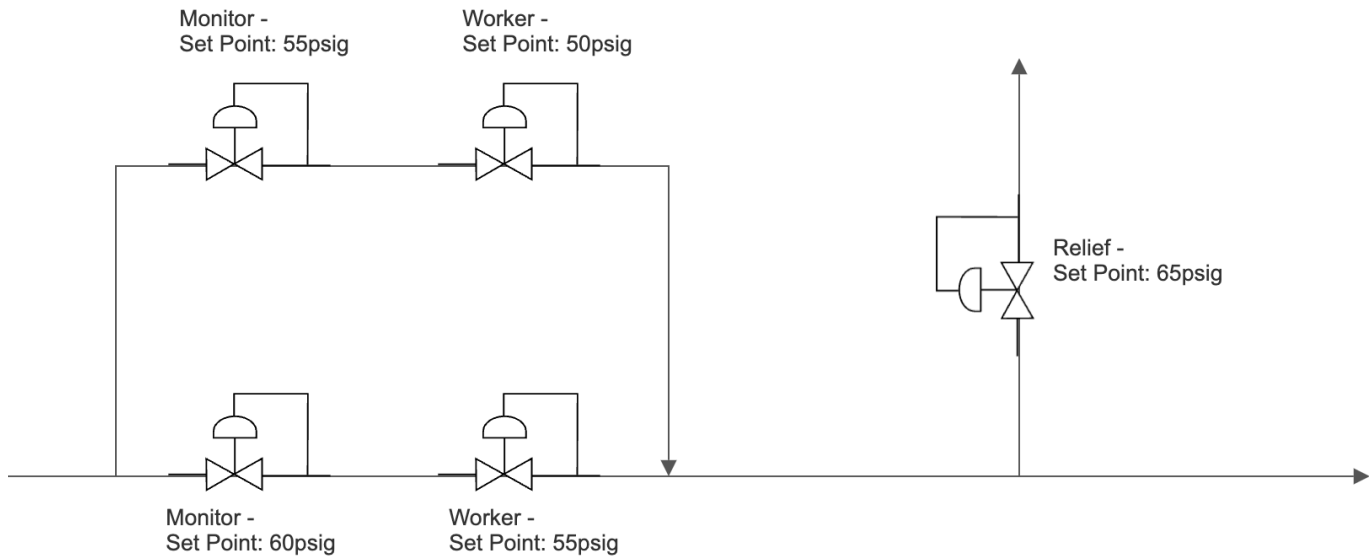 Monitor -
Set Point: 55psig
Worker -
Set Point: 50psig
Relief -
Set Point: 65psig
Monitor -
Set Point: 60psig
Worker -
Set Point: 55psig